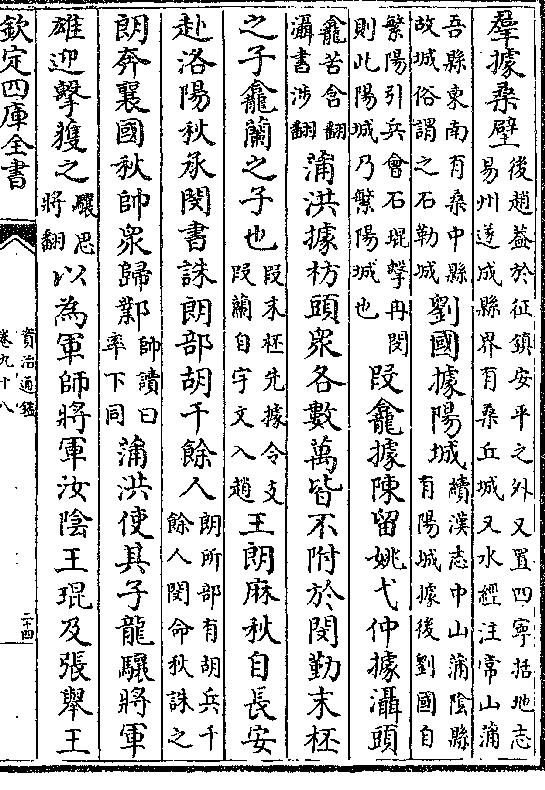 羣據桑壁後趙蓋於征鎮安平之外又置四寧括地志易州遂成縣界有桑丘城又水經注常山蒲
吾縣東南有桑中縣故城俗謂之石勒城劉國據陽城續漢志中山蒲陰縣有陽城據後劉國自
繁陽引兵會石琨擊冉閔則此陽城乃繁陽城也段龕據陳留姚弋仲據灄頭
龕苦含翻灄書涉翻蒲洪據枋頭衆各數萬皆不附於閔勤末柸
之子龕蘭之子也段末柸先據令支段蘭自宇文入趙王朗麻秋自長安
赴洛陽秋承閔書誅朗部胡千餘人朗所部有胡兵千餘人閔命秋誅之
朗奔襄國秋帥衆歸鄴帥讀曰率下同蒲洪使其子龍驤將軍
雄迎擊獲之驤思將翻以為軍師將軍汝陰王琨及張舉王
欽定四庫全書
資治通鑑
卷九十八
二十四